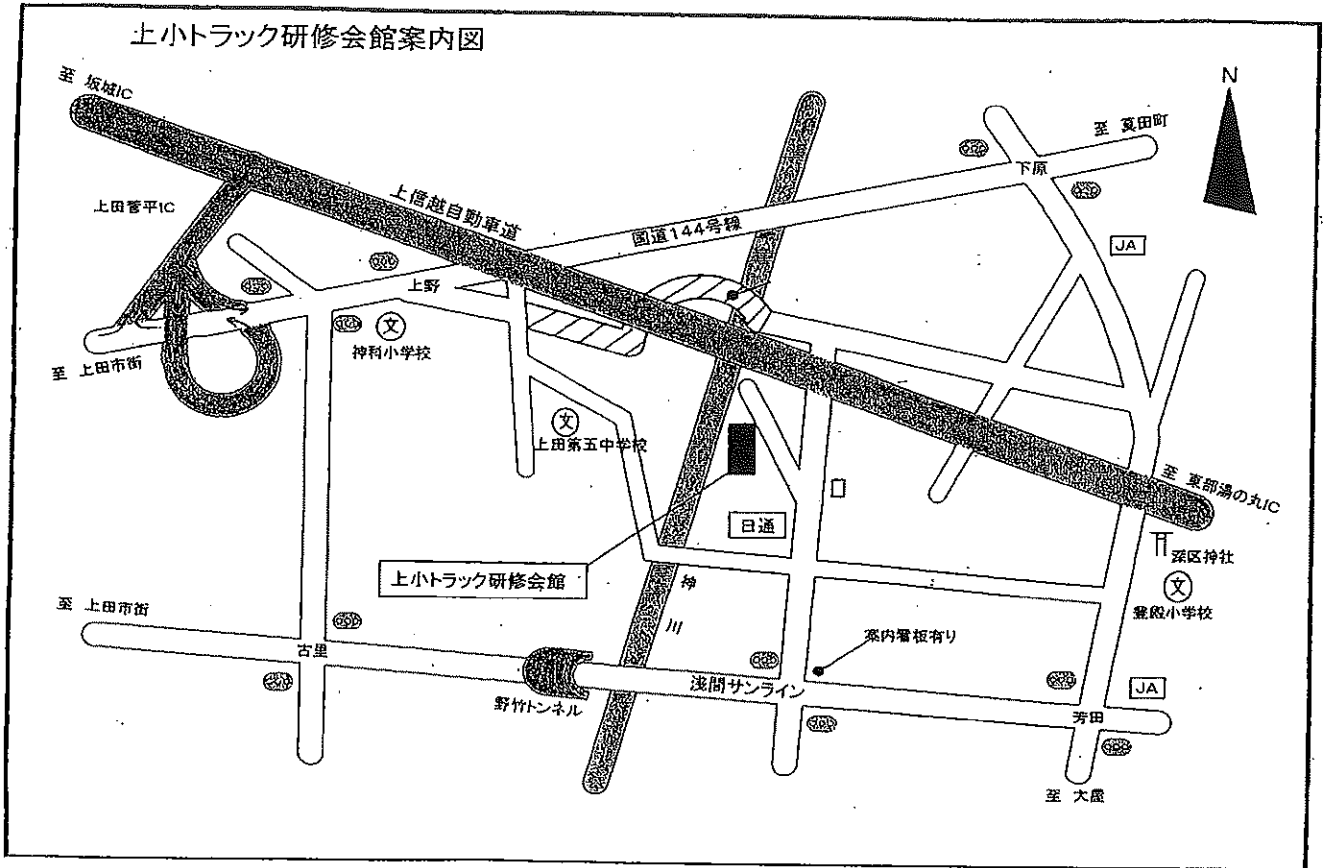 上小トラック研修会館案内図
至 坂城IC
N
至 真田町
下原
上田菅平IC
上信越自動車道
国道144号線
JA
上野
文
神科小学校
至 上田市街
文
上田第五中学校
至 東部湯の丸IC
日通
深区神社
上小トラック研修会館
文
豊殿小学校
神川
至 上田市街
案内看板有り
古里
浅間サンライン
JA
野竹トンネル
芳田
至 大屋